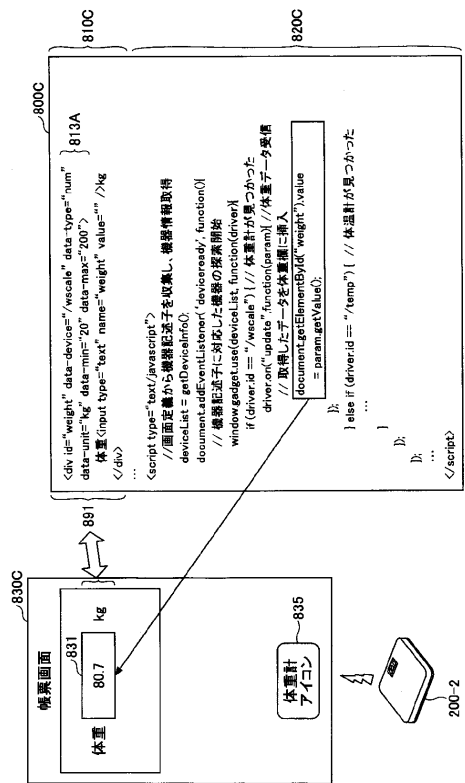 830C
帳票画面
831
体重
80.7
kg
835
体重計
アイコン
200-2
891
800C
810C
813A
820C
<div id="weight" data-device="/wscale" data-type="num"
data-unit="kg" data-min="20" data-max="200">
体重<input type="text" name="weight" value="" />kg
</div>
…
<script type="text/javascript">
//画面定義から機器記述子を収集し、機器情報取得
deviceList = getDeviceInfo();
document.addEventListener('deviceready', function(){
// 機器記述子に対応した機器の探索開始
window.gadget.use(deviceList, function(driver){
if (driver.id == "/wscale") { // 体重計が見つかった
driver.on("update",function(param){ //体重データ受信
// 取得したデータを体重欄に挿入
document.getElementById("weight").value
= param.getValue();
});
} else if (driver.id == "/temp") { // 体温計が見つかった
…
}
});
});
…
</script>